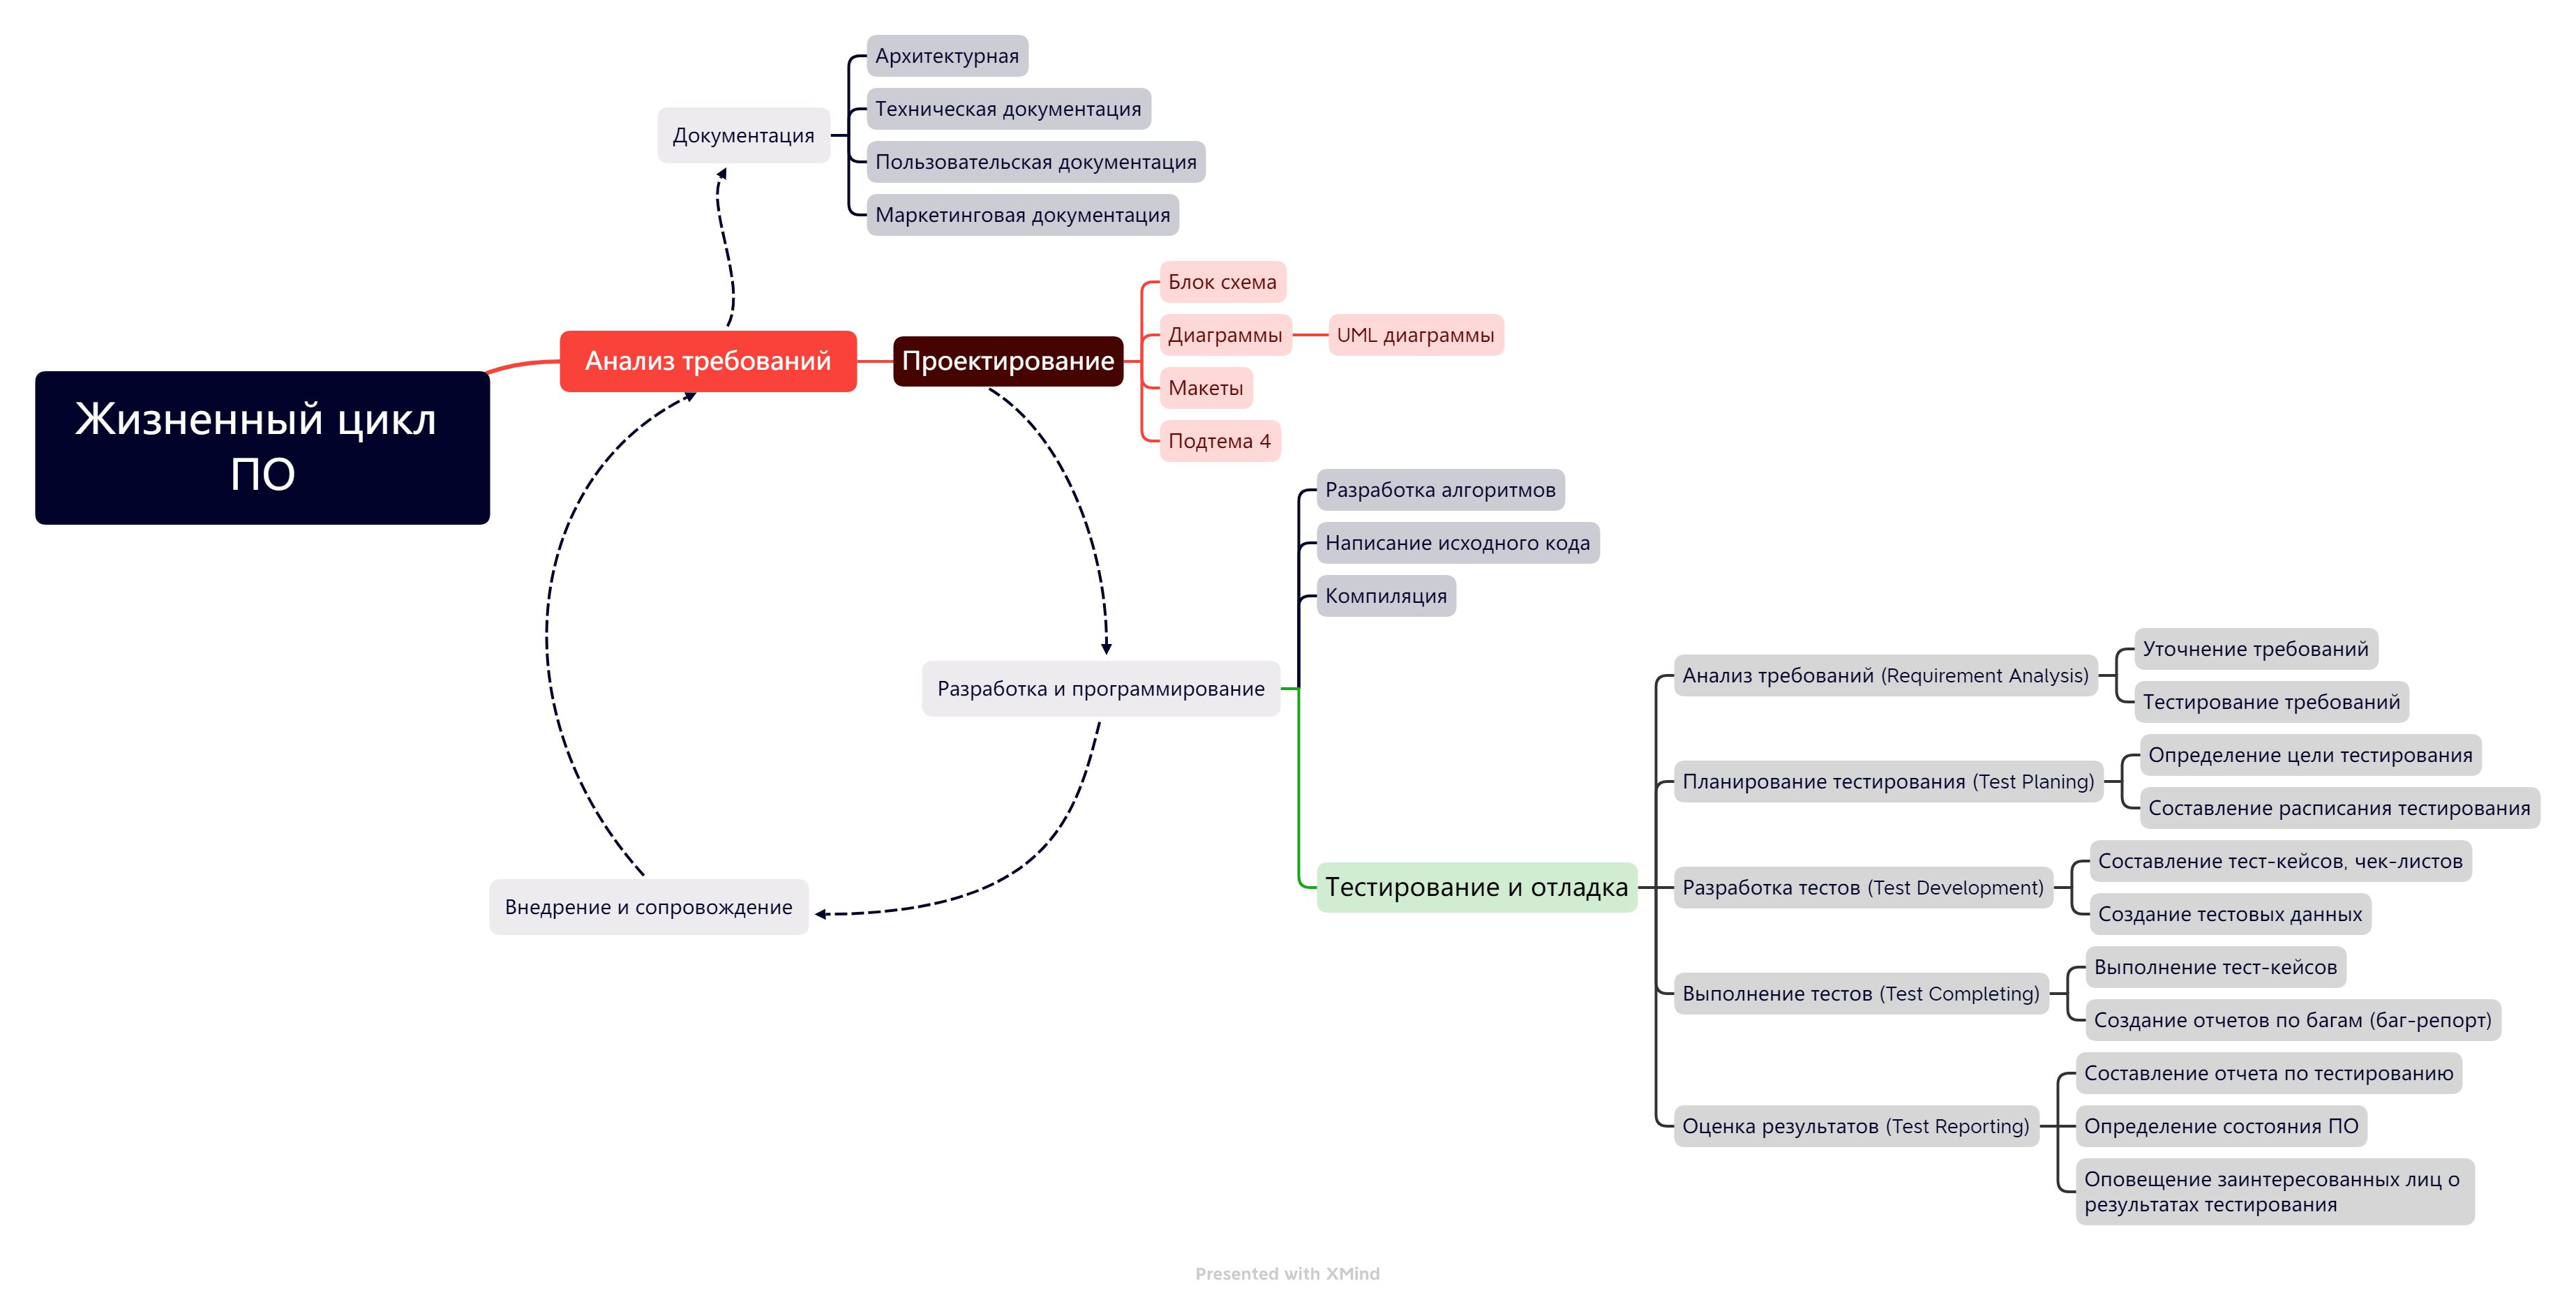 Жизненный цикл
ПО
Анализ требований
Документация
Архитектурная
Техническая документация
Пользовательская документация
Маркетинговая документация
Проектирование
Блок схема
Диаграммы
UML диаграммы
Макеты
Подтема 4
Разработка и программирование
Разработка алгоритмов
Написание исходного кода
Компиляция
Тестирование и отладка
Анализ требований (Requirement Analysis)
Уточнение требований
Тестирование требований
Планирование тестирования (Test Planing)
Определение цели тестирования
Составление расписания тестирования
Разработка тестов (Test Development)
Составление тест-кейсов, чек-листов
Создание тестовых данных
Выполнение тестов (Test Completing)
Выполнение тест-кейсов
Создание отчетов по багам (баг-репорт)
Оценка результатов (Test Reporting)
Составление отчета по тестированию
Определение состояния ПО
Оповещение заинтересованных лиц о
результатах тестирования
Внедрение и сопровождение
Presented with XMind